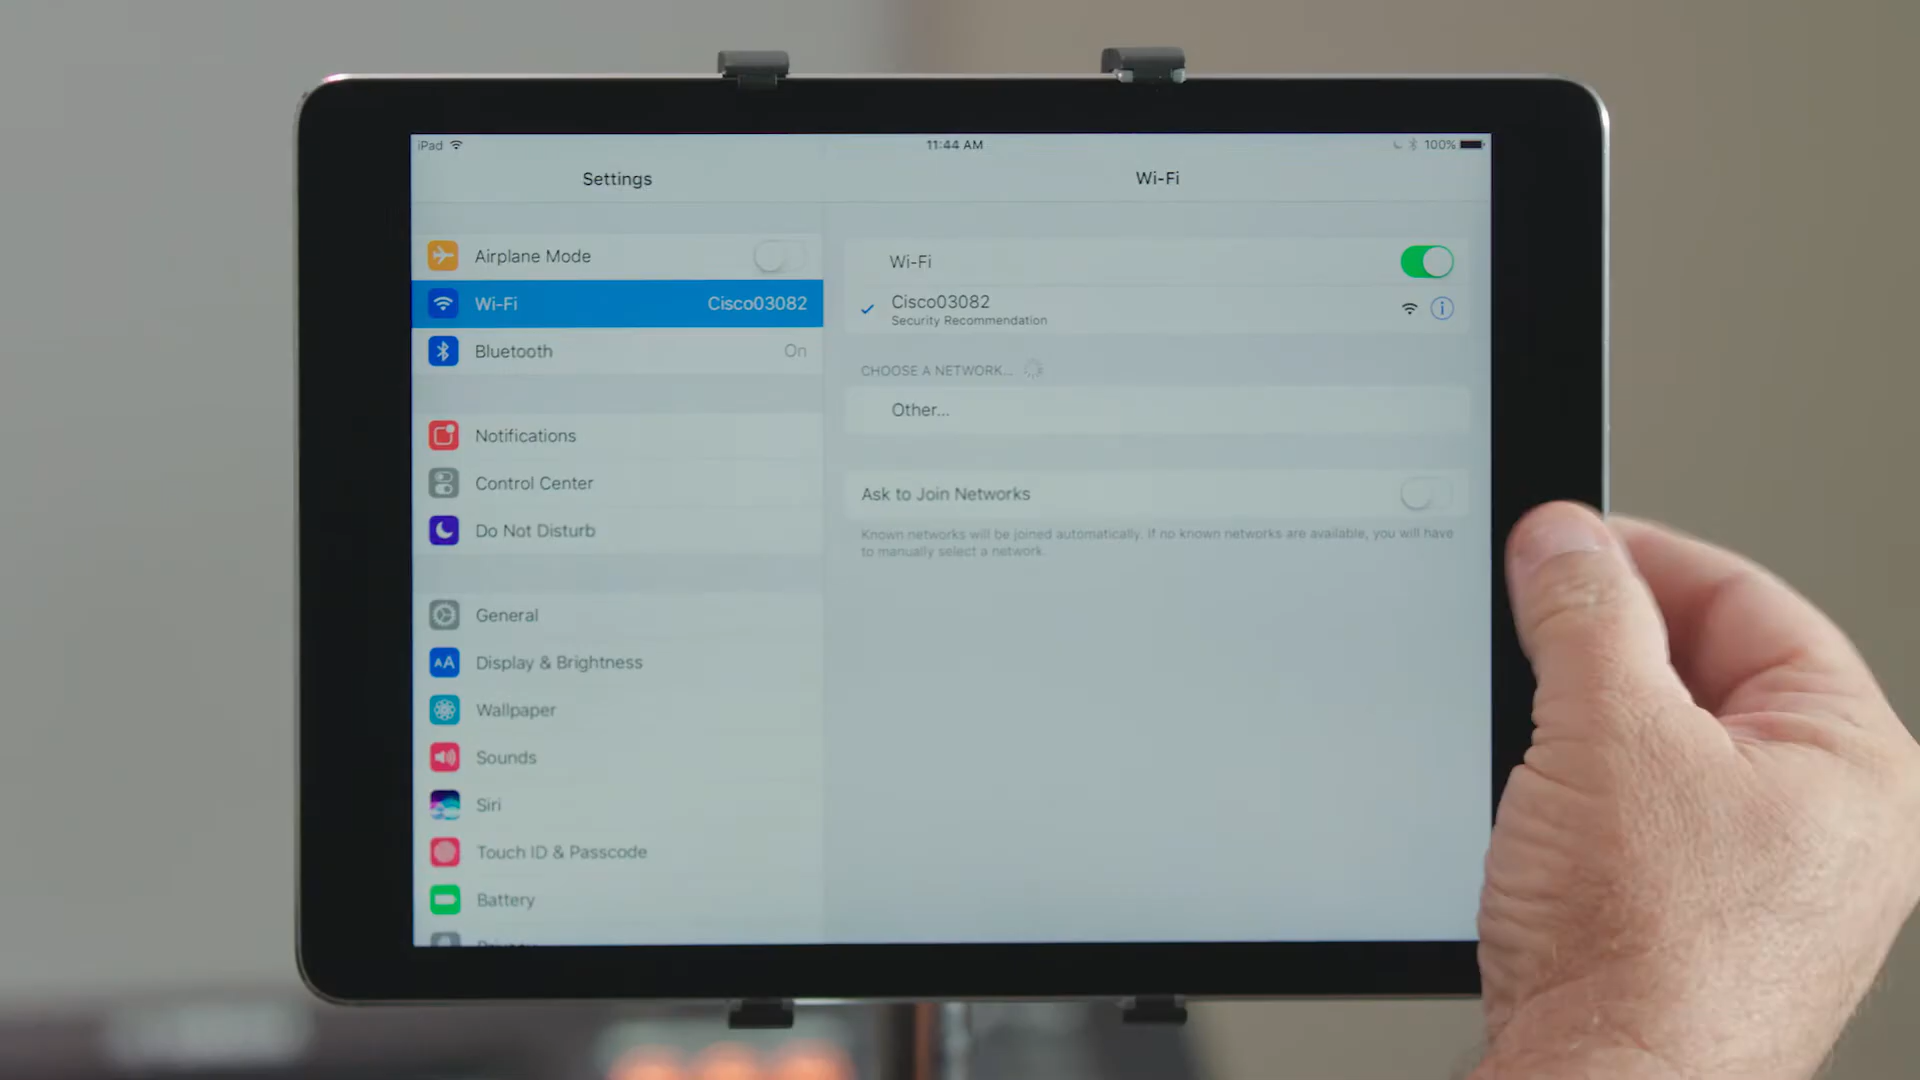 iPad
11:44 AM
100%
Settings
Wi-Fi
Airplane Mode
Wi-Fi Cisco03082
Bluetooth On
Notifications
Control Center
Do Not Disturb
General
Display & Brightness
Wallpaper
Sounds
Siri
Touch ID & Passcode
Battery
Wi-Fi
Cisco03082
Security Recommendation
CHOOSE A NETWORK...
Other...
Ask to Join Networks
Known networks will be joined automatically. If no known networks are available, you will have
to manually select a network.